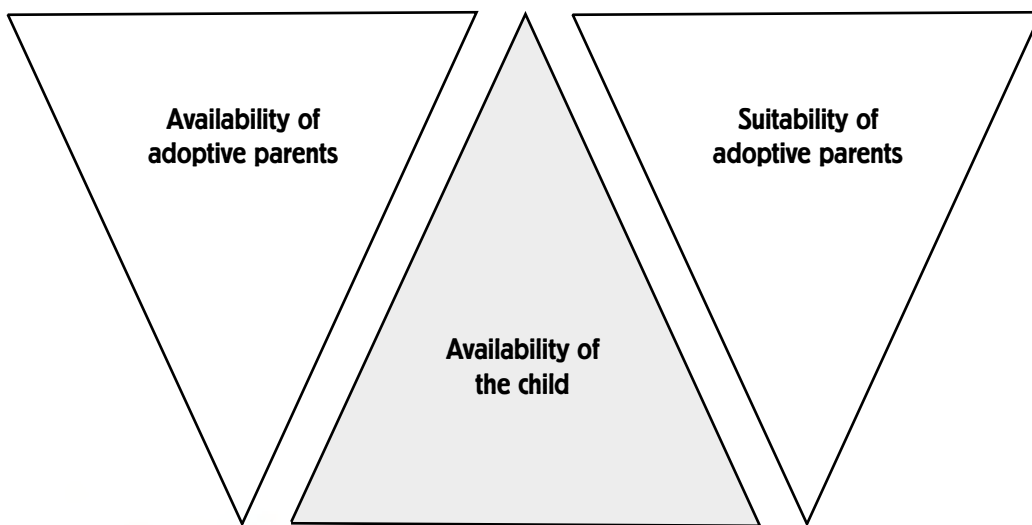 Availability of
adoptive parents
Suitability of
adoptive parents
Availability of
the child